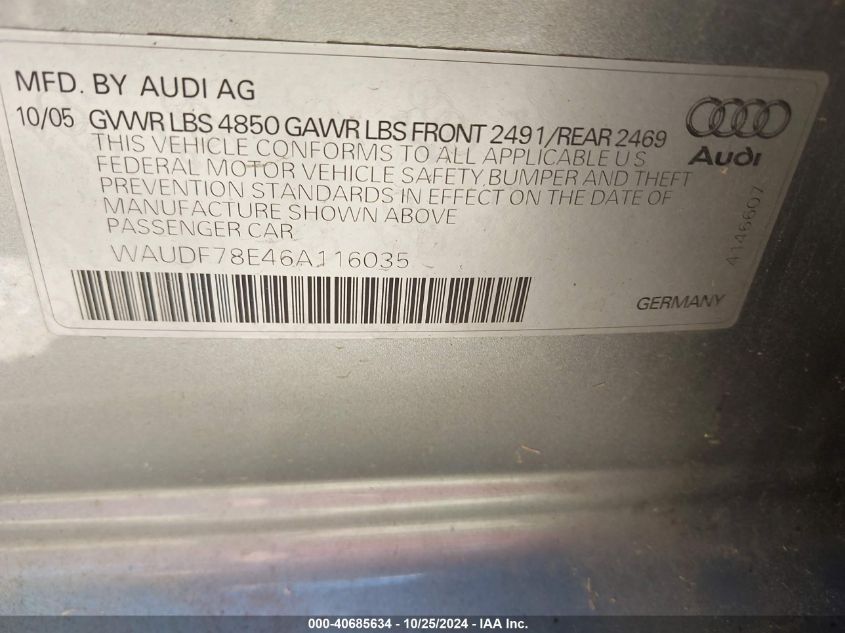 MFD. BY AUDI AG
10/05 GVWR LBS 4850 GAWR LBS FRONT 2491/REAR 2469
THIS VEHICLE CONFORMS TO ALL APPLICABLE U S
FEDERAL MOTOR VEHICLE SAFETY, BUMPER AND THEFT
PREVENTION STANDARDS IN EFFECT ON THE DATE OF
MANUFACTURE SHOWN ABOVE
PASSENGER CAR
WAUDF78E46A116035
Audi
4146607
GERMANY
000-40685634 - 10/25/2024 - IAA Inc.